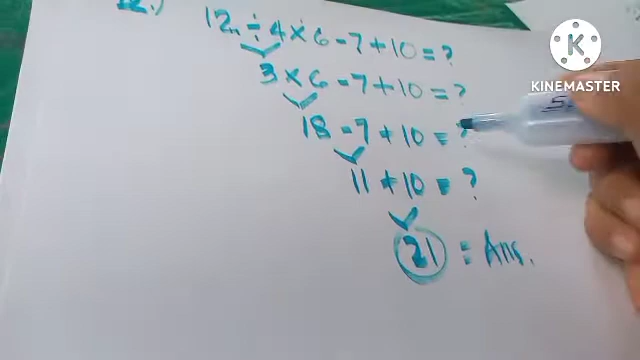 12.)
12 ÷ 4 × 6 - 7 + 10 = ?
3 × 6 - 7 + 10 = ?
18 - 7 + 10 = ?
11 + 10 = ?
21 = Ans.
KINEMASTER